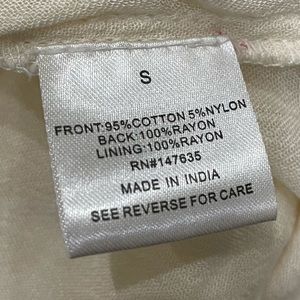 S
FRONT:95%COTTON 5%NYLON
BACK:100%RAYON
LINING:100%RAYON
RN#147635
MADE IN INDIA
SEE REVERSE FOR CARE